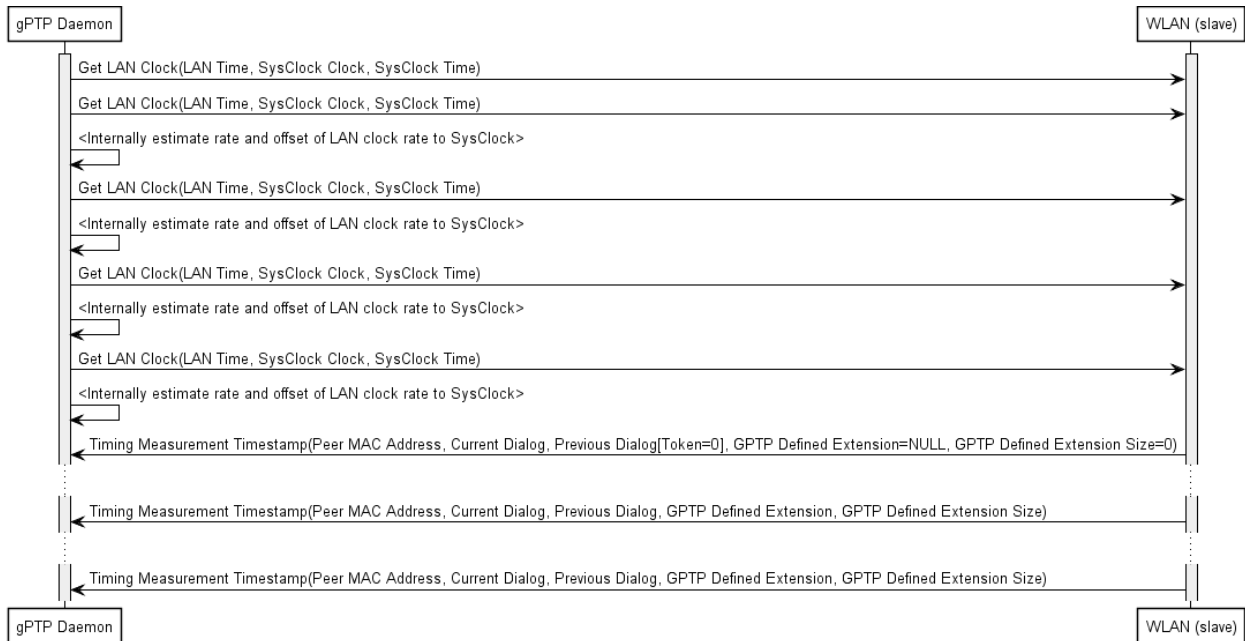 gPTP Daemon
WLAN (slave)
Get LAN Clock(LAN Time, SysClock Clock, SysClock Time)
Get LAN Clock(LAN Time, SysClock Clock, SysClock Time)
<Internally estimate rate and offset of LAN clock rate to SysClock>
Get LAN Clock(LAN Time, SysClock Clock, SysClock Time)
<Internally estimate rate and offset of LAN clock rate to SysClock>
Get LAN Clock(LAN Time, SysClock Clock, SysClock Time)
<Internally estimate rate and offset of LAN clock rate to SysClock>
Get LAN Clock(LAN Time, SysClock Clock, SysClock Time)
<Internally estimate rate and offset of LAN clock rate to SysClock>
Timing Measurement Timestamp(Peer MAC Address, Current Dialog, Previous Dialog[Token=0], GPTP Defined Extension=NULL, GPTP Defined Extension Size=0)
Timing Measurement Timestamp(Peer MAC Address, Current Dialog, Previous Dialog, GPTP Defined Extension, GPTP Defined Extension Size)
Timing Measurement Timestamp(Peer MAC Address, Current Dialog, Previous Dialog, GPTP Defined Extension, GPTP Defined Extension Size)
gPTP Daemon
WLAN (slave)